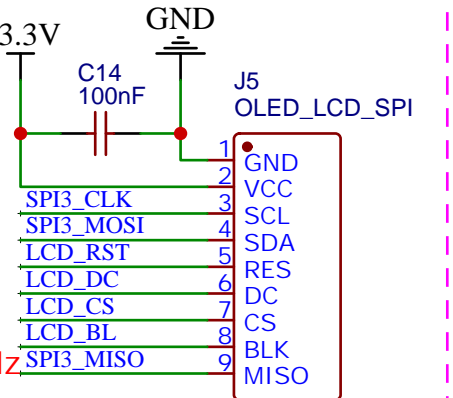 3.3V
GND
C14
100nF
J5
OLED_LCD_SPI
1 GND
2 VCC
SPI3_CLK 3 SCL
SPI3_MOSI 4 SDA
LCD_RST 5 RES
LCD_DC 6 DC
LCD_CS 7 CS
LCD_BL 8 BLK
SPI3_MISO 9 MISO